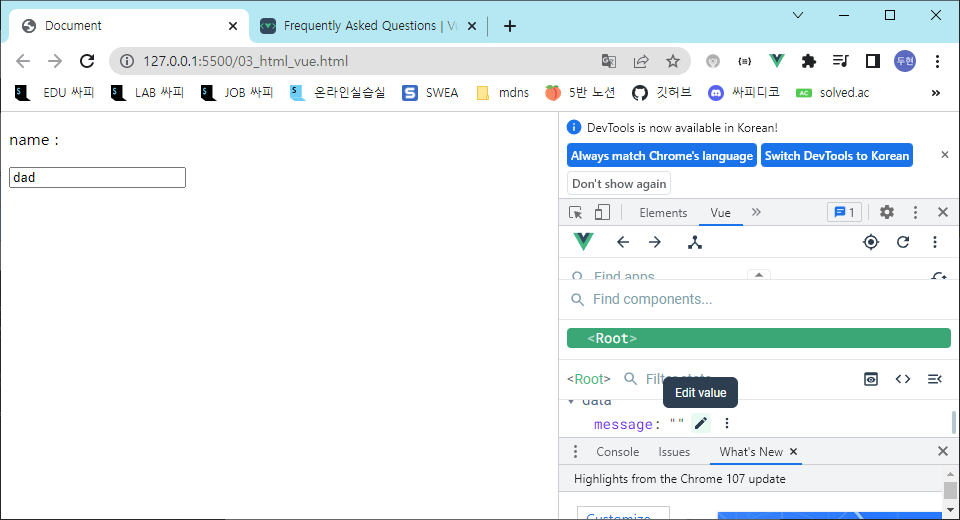 Document
Frequently Asked Questions | Vu
127.0.0.1:5500/03_html_vue.html
두현
EDU 싸피
LAB 싸피
JOB 싸피
온라인실습실
SWEA
mdns
5반 노션
깃허브
싸피디코
solved.ac
name :
dad
DevTools is now available in Korean!
Always match Chrome's language
Switch DevTools to Korean
Don't show again
Elements
Vue
1
Find apps
Find components...
<Root>
<Root>
Edit value
data
message: ""
Console
Issues
What's New
Highlights from the Chrome 107 update
Customize